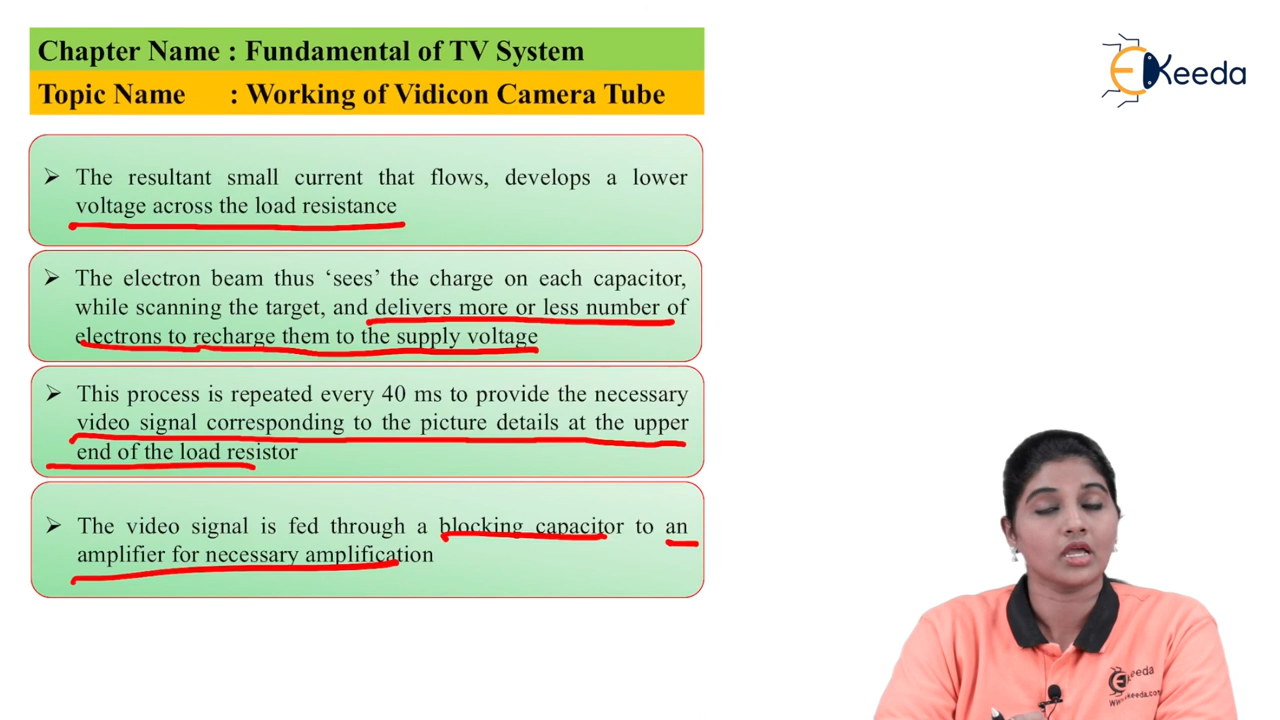 Chapter Name : Fundamental of TV System
Topic Name : Working of Vidicon Camera Tube
EKeeda
➢ The resultant small current that flows, develops a lower
voltage across the load resistance
➢ The electron beam thus ‘sees’ the charge on each capacitor,
while scanning the target, and delivers more or less number of
electrons to recharge them to the supply voltage
➢ This process is repeated every 40 ms to provide the necessary
video signal corresponding to the picture details at the upper
end of the load resistor
➢ The video signal is fed through a blocking capacitor to an
amplifier for necessary amplification
Ekeeda
www.ekeeda.com